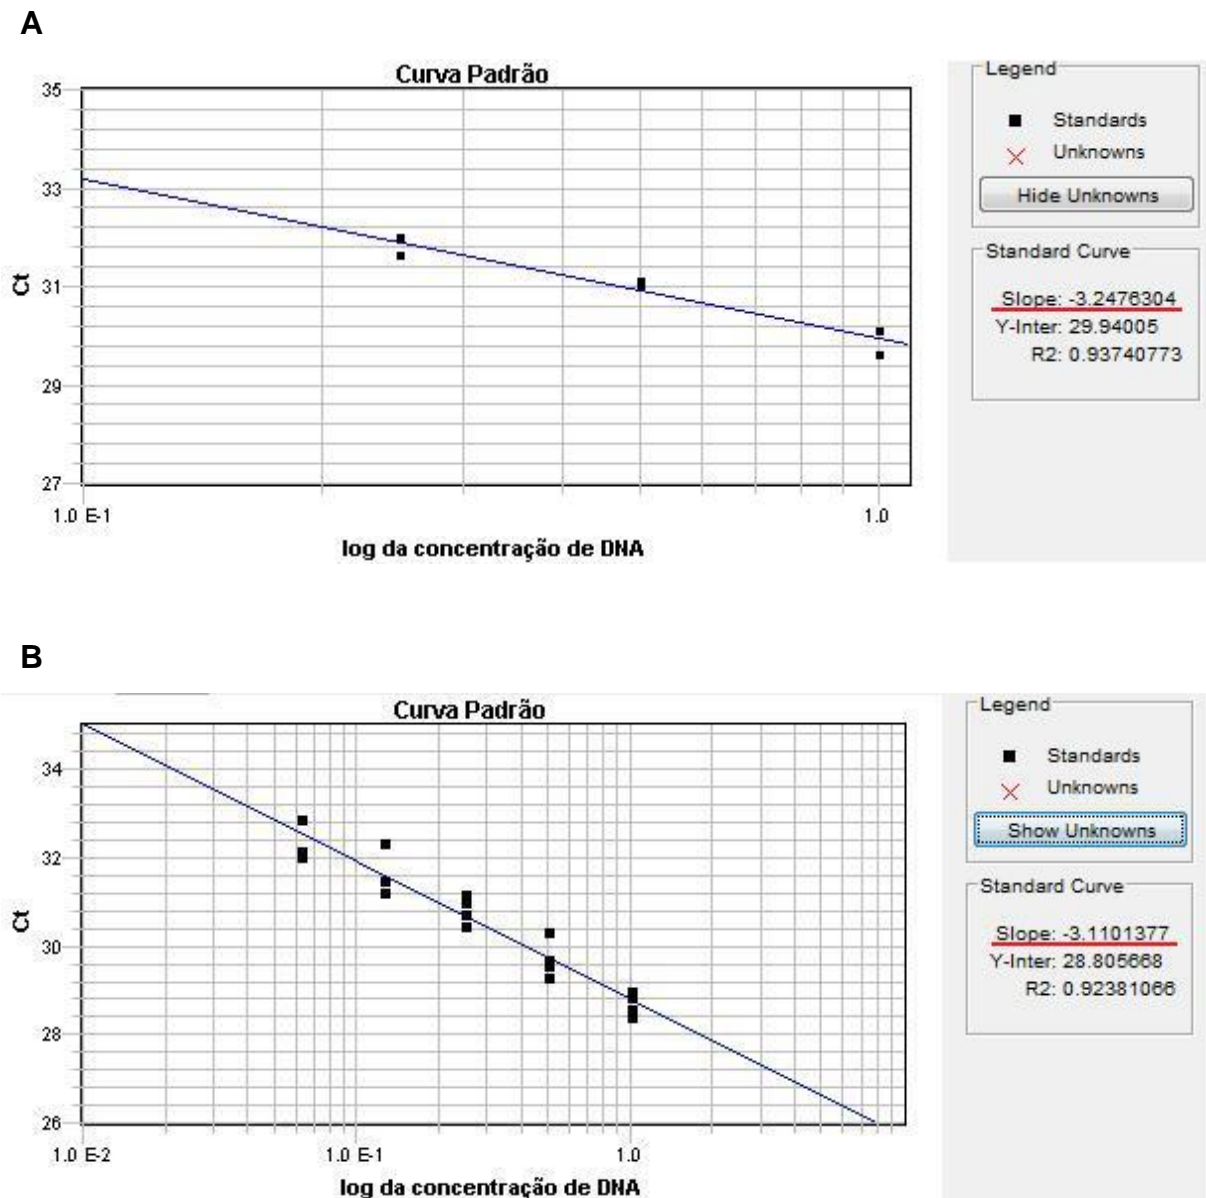 A
Curva Padrão
35
33
31
29
27
Ct
1.0 E-1
1.0
log da concentração de DNA
Legend
Standards
Unknowns
Hide Unknowns
Standard Curve
Slope: -3.2476304
Y-Inter: 29.94005
R2: 0.93740773
B
Curva Padrão
34
32
30
28
26
Ct
1.0 E-2
1.0 E-1
1.0
log da concentração de DNA
Legend
Standards
Unknowns
Show Unknowns
Standard Curve
Slope: -3.1101377
Y-Inter: 28.805668
R2: 0.92381066